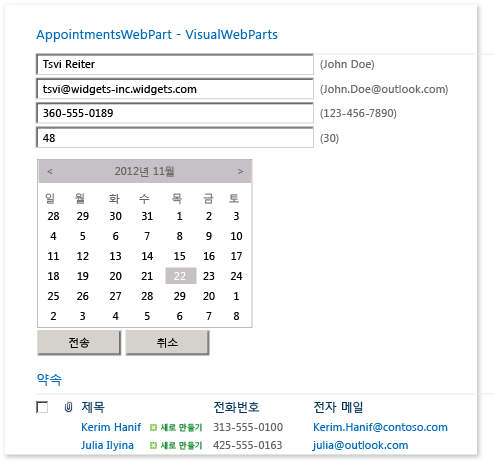 AppointmentsWebPart - VisualWebParts
Tsvi Reiter (John Doe)
tsvi@widgets-inc.widgets.com (John.Doe@outlook.com)
360-555-0189 (123-456-7890)
48 (30)
< 2012년 11월 >
일 월 화 수 목 금 토
28 29 30 31 1 2 3
4 5 6 7 8 9 10
11 12 13 14 15 16 17
18 19 20 21 22 23 24
25 26 27 28 29 20 1
2 3 4 5 6 7 8
전송 취소
약속
제목 전화번호 전자 메일
Kerim Hanif 새로 만들기 313-555-0100 Kerim.Hanif@contoso.com
Julia Ilyina 새로 만들기 425-555-0163 julia@outlook.com